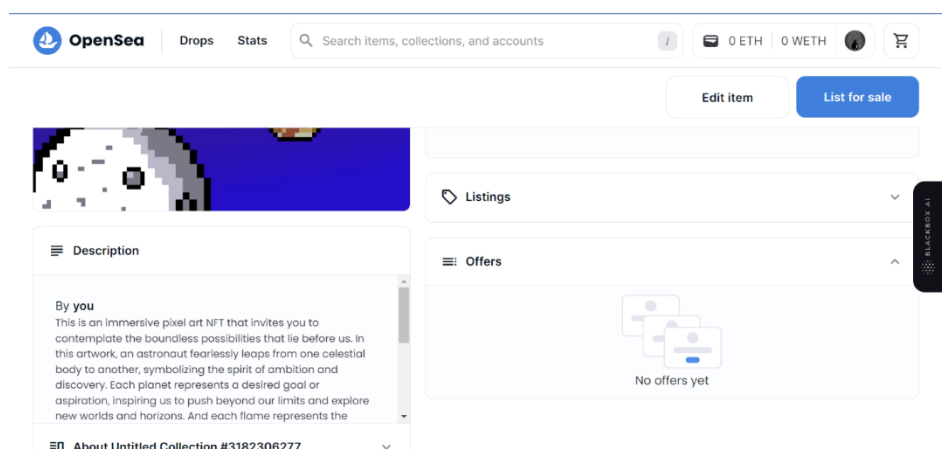 OpenSea Drops Stats Search items, collections, and accounts / 0 ETH 0 WETH
Edit item List for sale
Listings
Description
Offers
By you
This is an immersive pixel art NFT that invites you to
contemplate the boundless possibilities that lie before us. In
this artwork, an astronaut fearlessly leaps from one celestial
body to another, symbolizing the spirit of ambition and
discovery. Each planet represents a desired goal or
aspiration, inspiring us to push beyond our limits and explore
new worlds and horizons. And each flame represents the
No offers yet
About Untitled Collection #3182306277
BLACKBOX AI